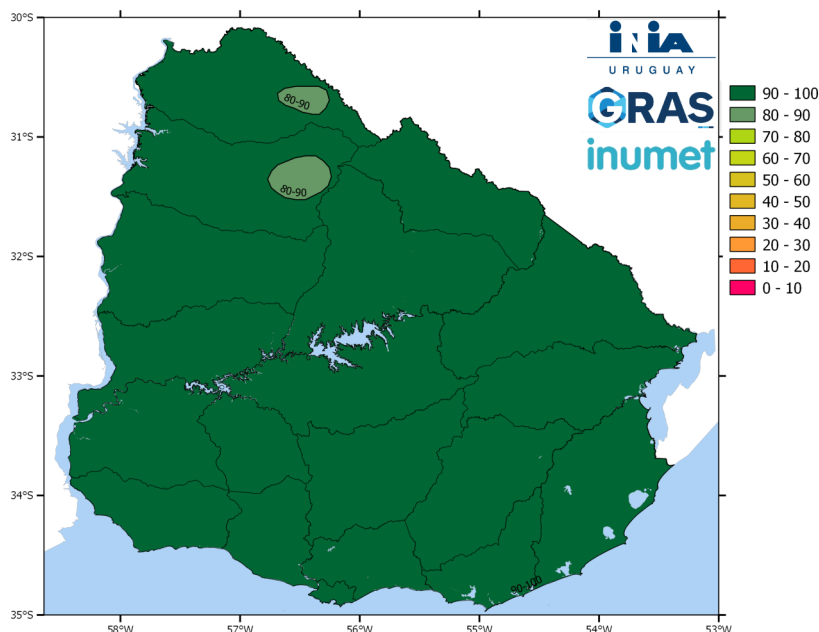 30°S
31°S
32°S
33°S
34°S
35°S
58°W
57°W
56°W
55°W
54°W
53°W
80-90
80-90
90-100
iNiA
URUGUAY
GRAS
inumet
90 - 100
80 - 90
70 - 80
60 - 70
50 - 60
40 - 50
30 - 40
20 - 30
10 - 20
0 - 10